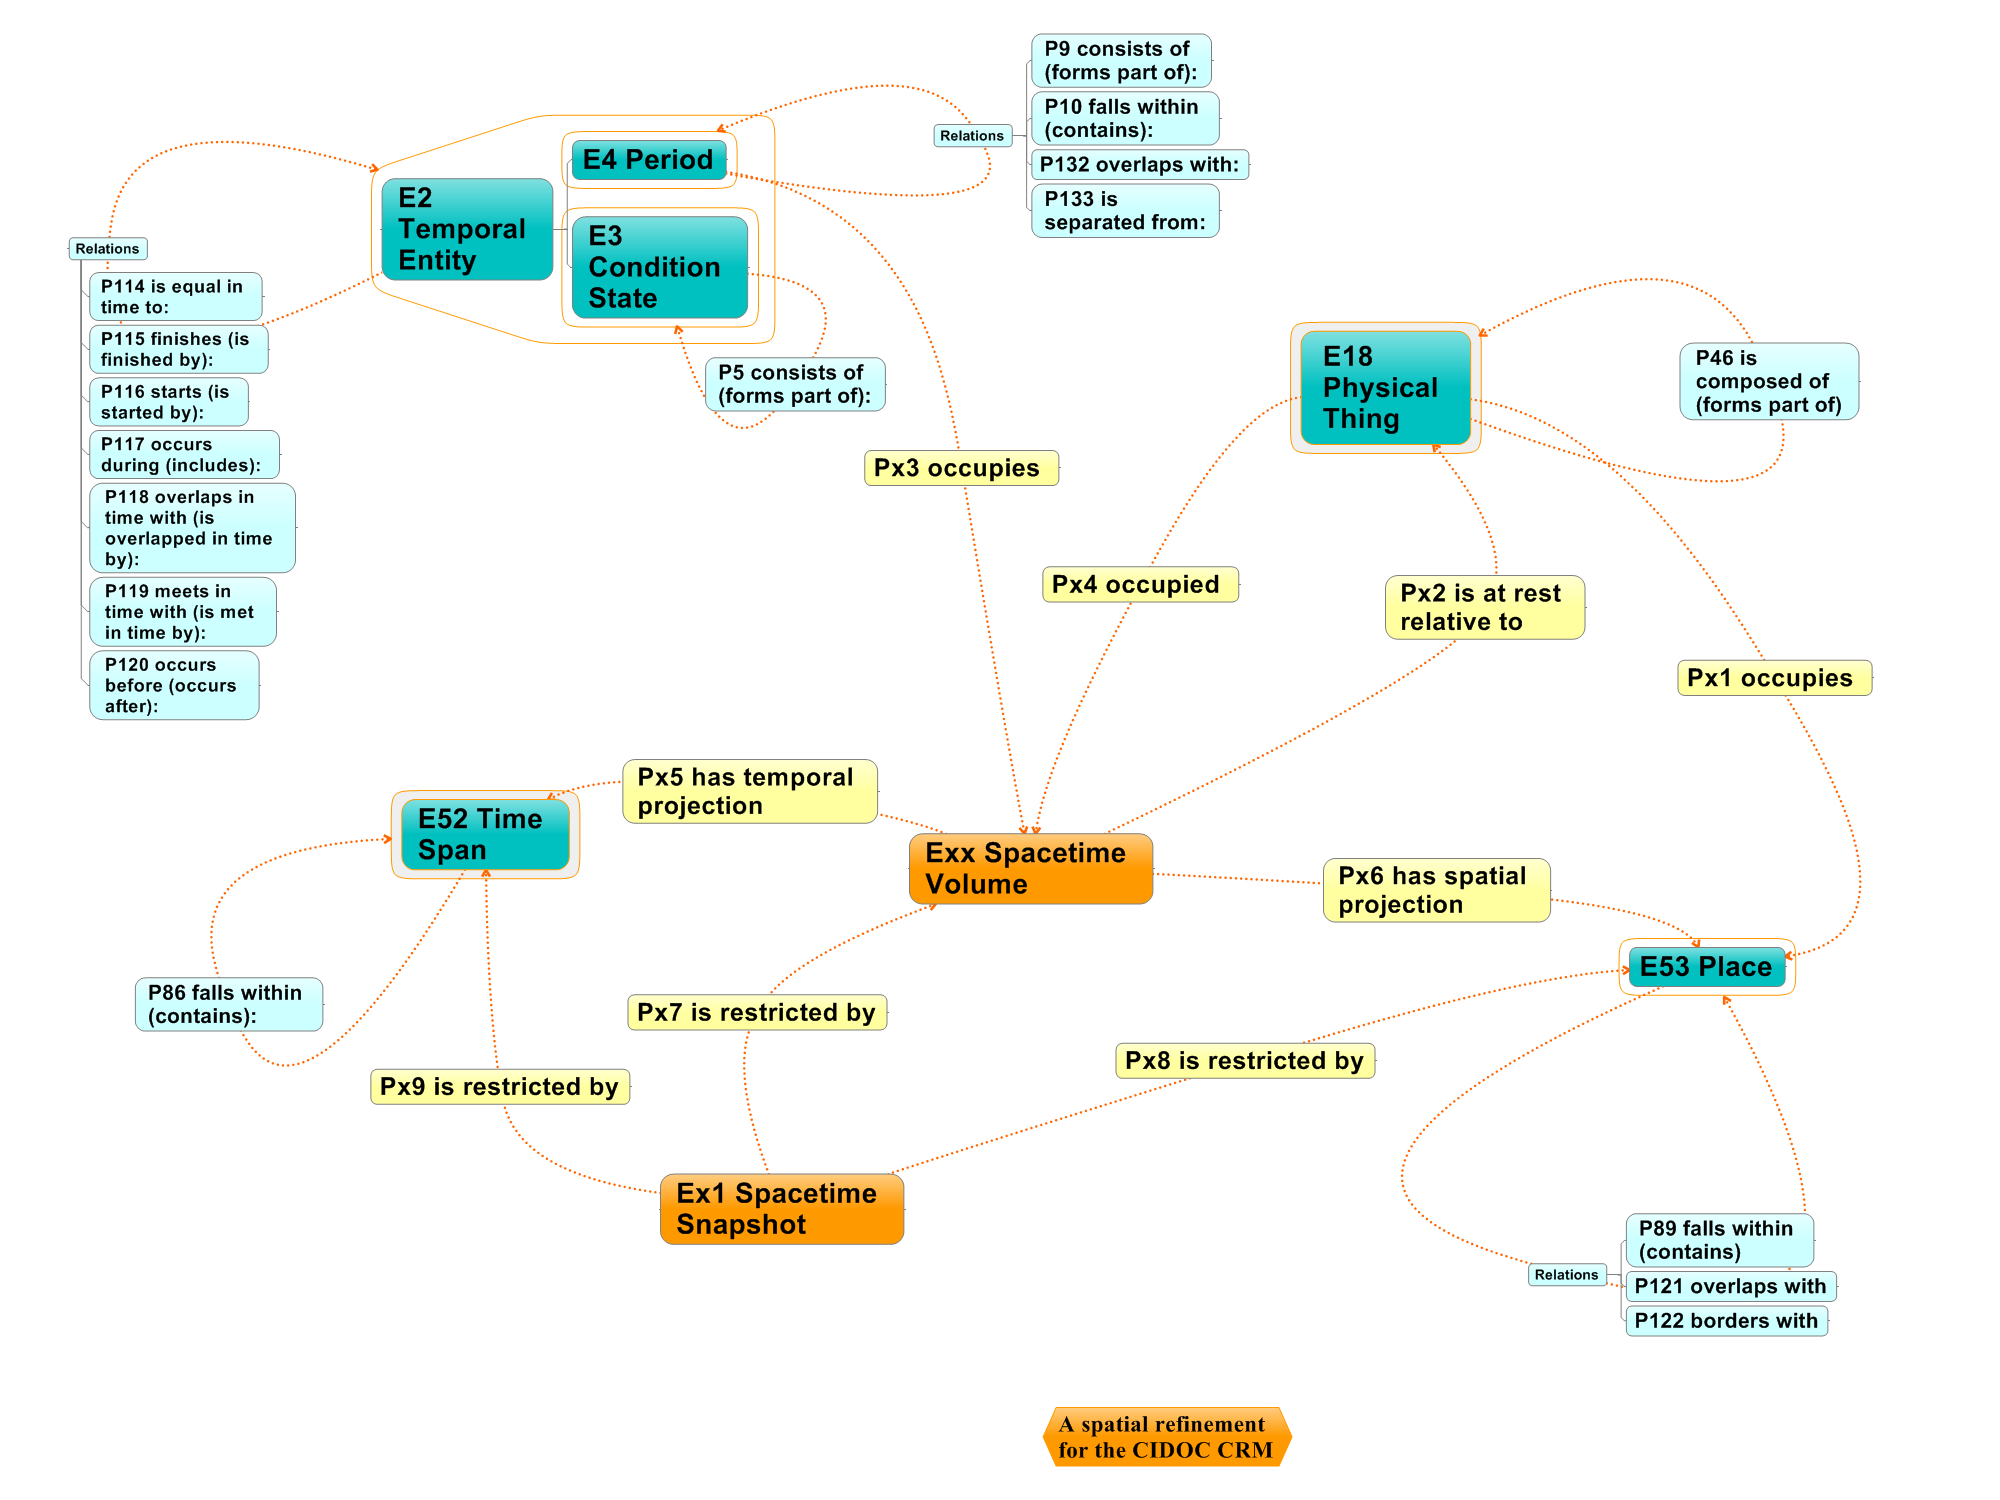 P9 consists of
(forms part of):
P10 falls within
(contains):
Relations
P132 overlaps with:
P133 is
separated from:
E4 Period
E2
Temporal
Entity
E3
Condition
State
Relations
P114 is equal in
time to:
P115 finishes (is
finished by):
P116 starts (is
started by):
P117 occurs
during (includes):
P118 overlaps in
time with (is
overlapped in time
by):
P119 meets in
time with (is met
in time by):
P120 occurs
before (occurs
after):
P5 consists of
(forms part of):
E18
Physical
Thing
P46 is
composed of
(forms part of)
Px3 occupies
Px4 occupied
Px2 is at rest
relative to
Px1 occupies
Px5 has temporal
projection
E52 Time
Span
Exx Spacetime
Volume
Px6 has spatial
projection
E53 Place
P86 falls within
(contains):
Px7 is restricted by
Px8 is restricted by
Px9 is restricted by
Ex1 Spacetime
Snapshot
Relations
P89 falls within
(contains)
P121 overlaps with
P122 borders with
A spatial refinement
for the CIDOC CRM